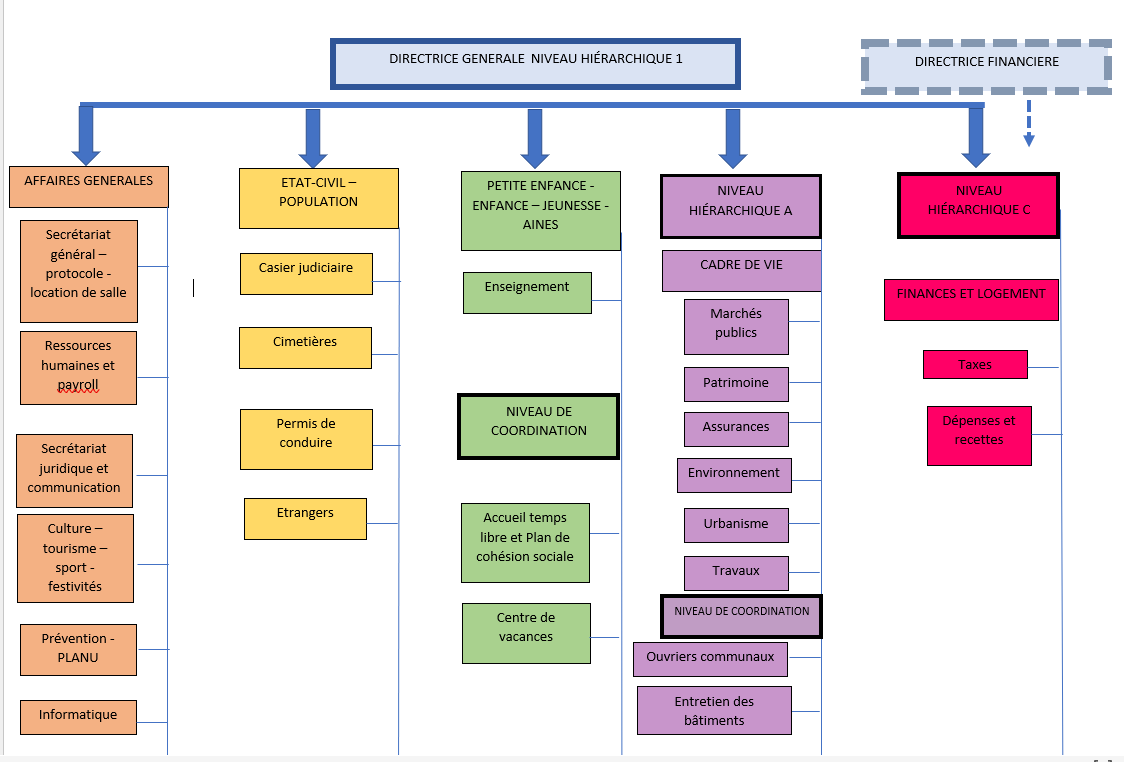 DIRECTRICE GENERALE  NIVEAU HIÉRARCHIQUE 1
DIRECTRICE FINANCIERE
AFFAIRES GENERALES
Secrétariat
général –
protocole -
location de salle
Ressources
humaines et
payroll
Secrétariat
juridique et
communication
Culture –
tourisme –
sport -
festivités
Prévention -
PLANU
Informatique
ETAT-CIVIL –
POPULATION
Casier judiciaire
Cimetières
Permis de
conduire
Etrangers
PETITE ENFANCE -
ENFANCE – JEUNESSE -
AINES
Enseignement
NIVEAU DE
COORDINATION
Accueil temps
libre et Plan de
cohésion sociale
Centre de
vacances
NIVEAU
HIÉRARCHIQUE A
CADRE DE VIE
Marchés
publics
Patrimoine
Assurances
Environnement
Urbanisme
Travaux
NIVEAU DE COORDINATION
Ouvriers communaux
Entretien des
bâtiments
NIVEAU
HIÉRARCHIQUE C
FINANCES ET LOGEMENT
Taxes
Dépenses et
recettes